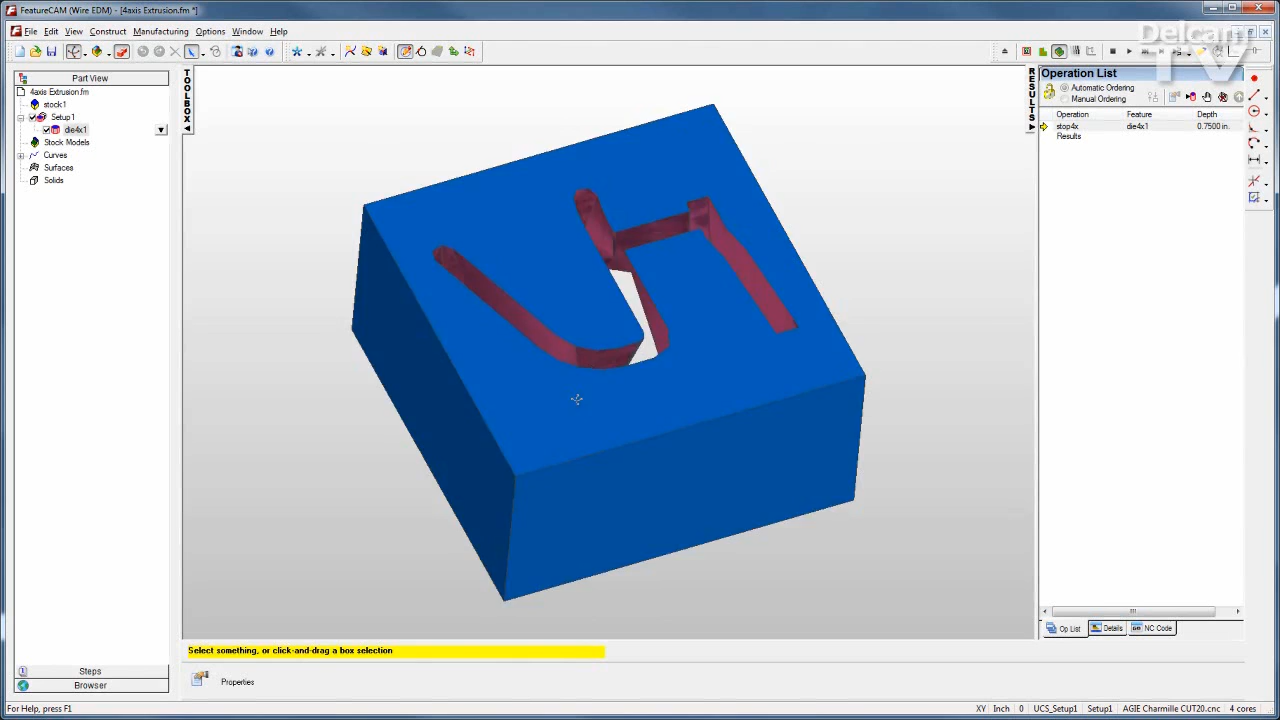 FeatureCAM (Wire EDM) - [4axis Extrusion.fm *]
File Edit View Construct Manufacturing Options Window Help
Delcam
TV
Part View
4axis Extrusion.fm
stock1
Setup1
die4x1
Stock Models
Curves
Surfaces
Solids
Steps
Browser
TOOLBOX
RESULTS
Operation List
Automatic Ordering
Manual Ordering
Operation Feature Depth
stop4x die4x1 0.7500 in.
Results
Op List Details NC Code
Select something, or click-and-drag a box selection
Properties
For Help, press F1
XY Inch 0 UCS_Setup1 Setup1 AGIE Charmille CUT20.cnc 4 cores